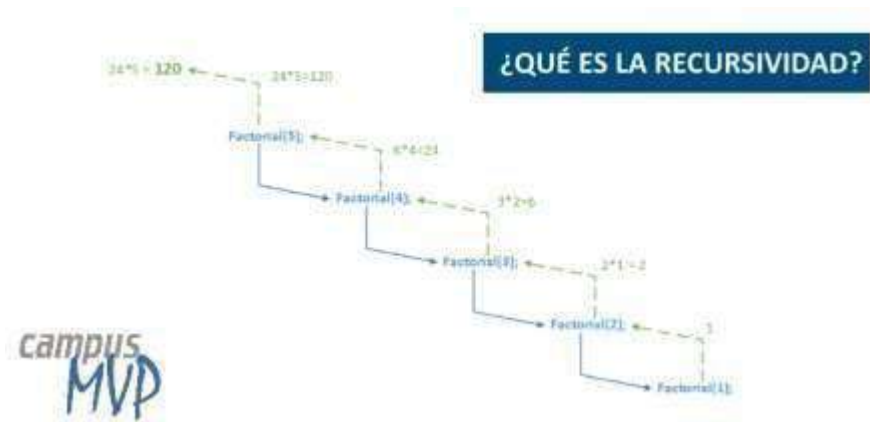 ¿QUÉ ES LA RECURSIVIDAD?
24*5 = 120
24*5=120
Factorial(5);
6*4=24
Factorial(4);
3*2=6
Factorial(3);
2*1 = 2
Factorial(2);
1
Factorial(1);
campus
MVP